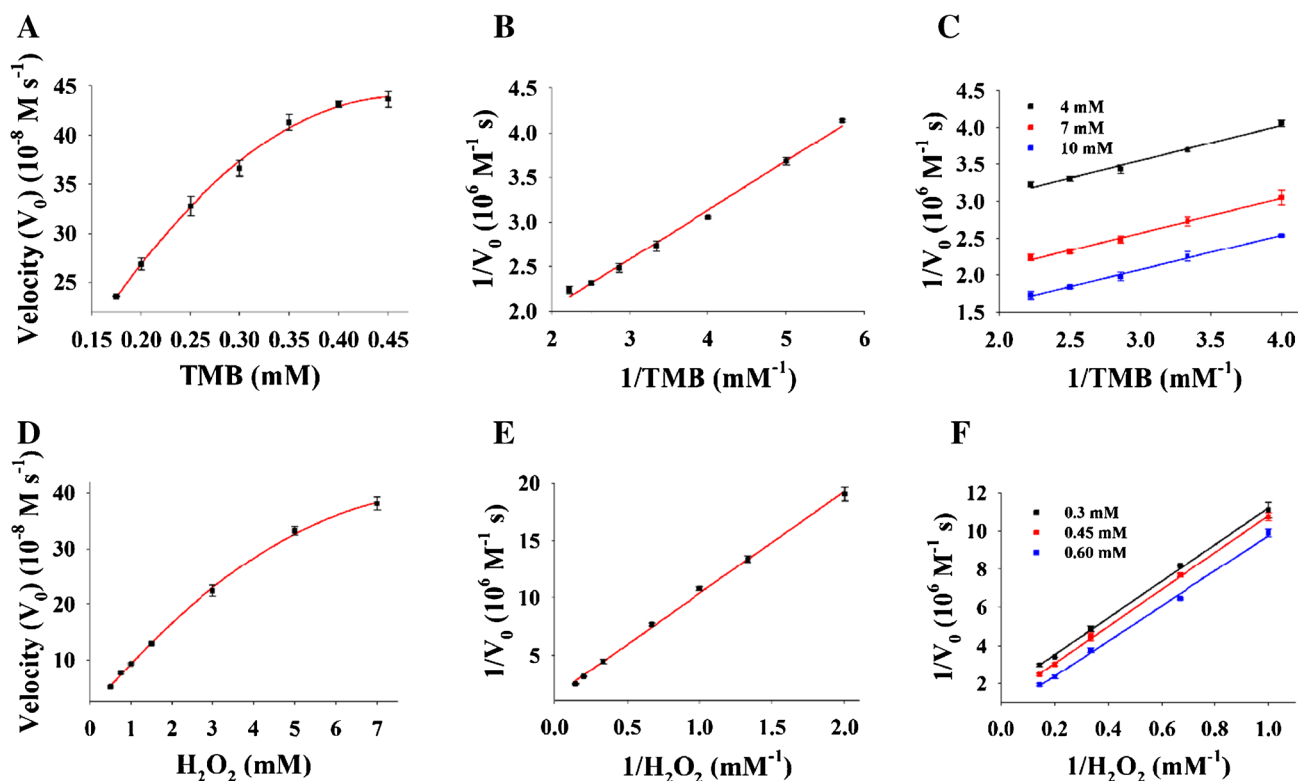 A
Velocity (V₀) (10⁻⁸ M s⁻¹)
45
40
35
30
25
0.15 0.20 0.25 0.30 0.35 0.40 0.45
TMB (mM)
B
1/V₀ (10⁶ M⁻¹ s)
4.5
4.0
3.5
3.0
2.5
2.0
2 3 4 5 6
1/TMB (mM⁻¹)
C
1/V₀ (10⁶ M⁻¹ s)
4.5
4.0
3.5
3.0
2.5
2.0
1.5
4 mM
7 mM
10 mM
2.0 2.5 3.0 3.5 4.0
1/TMB (mM⁻¹)
D
Velocity (V₀) (10⁻⁸ M s⁻¹)
40
30
20
10
0 1 2 3 4 5 6 7
H₂O₂ (mM)
E
1/V₀ (10⁶ M⁻¹ s)
20
15
10
5
0.0 0.5 1.0 1.5 2.0
1/H₂O₂ (mM⁻¹)
F
1/V₀ (10⁶ M⁻¹ s)
12
10
8
6
4
2
0.3 mM
0.45 mM
0.60 mM
0.0 0.2 0.4 0.6 0.8 1.0
1/H₂O₂ (mM⁻¹)